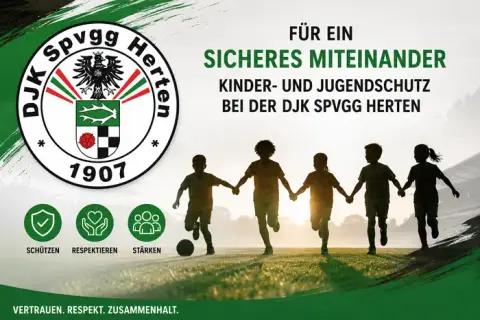 DJK Spvgg Herten
* 1907 *
FÜR EIN
SICHERES MITEINANDER
KINDER- UND JUGENDSCHUTZ
BEI DER DJK SPVGG HERTEN
SCHÜTZEN
RESPEKTIEREN
STÄRKEN
VERTRAUEN. RESPEKT. ZUSAMMENHALT.